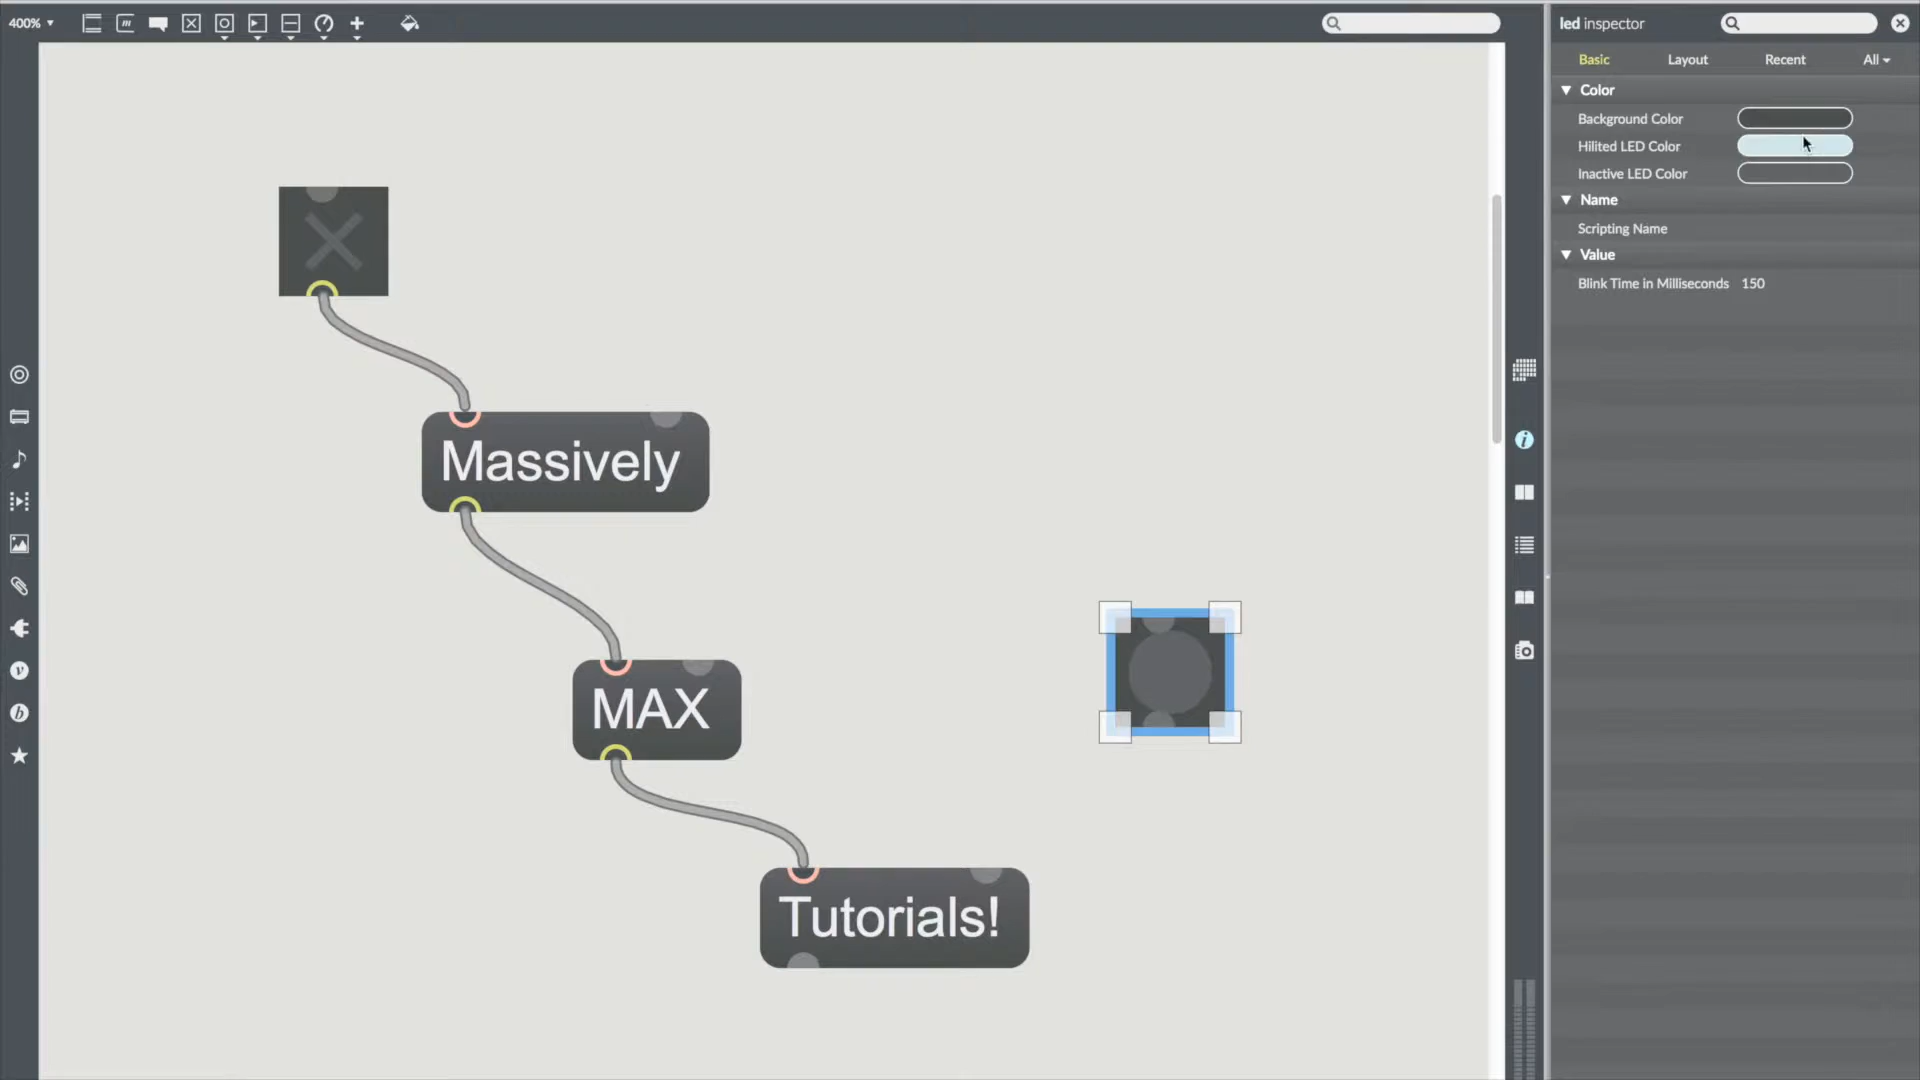 400%
led inspector
Basic Layout Recent All
Color
Background Color
Hilited LED Color
Inactive LED Color
Name
Scripting Name
Value
Blink Time in Milliseconds 150
Massively
MAX
Tutorials!